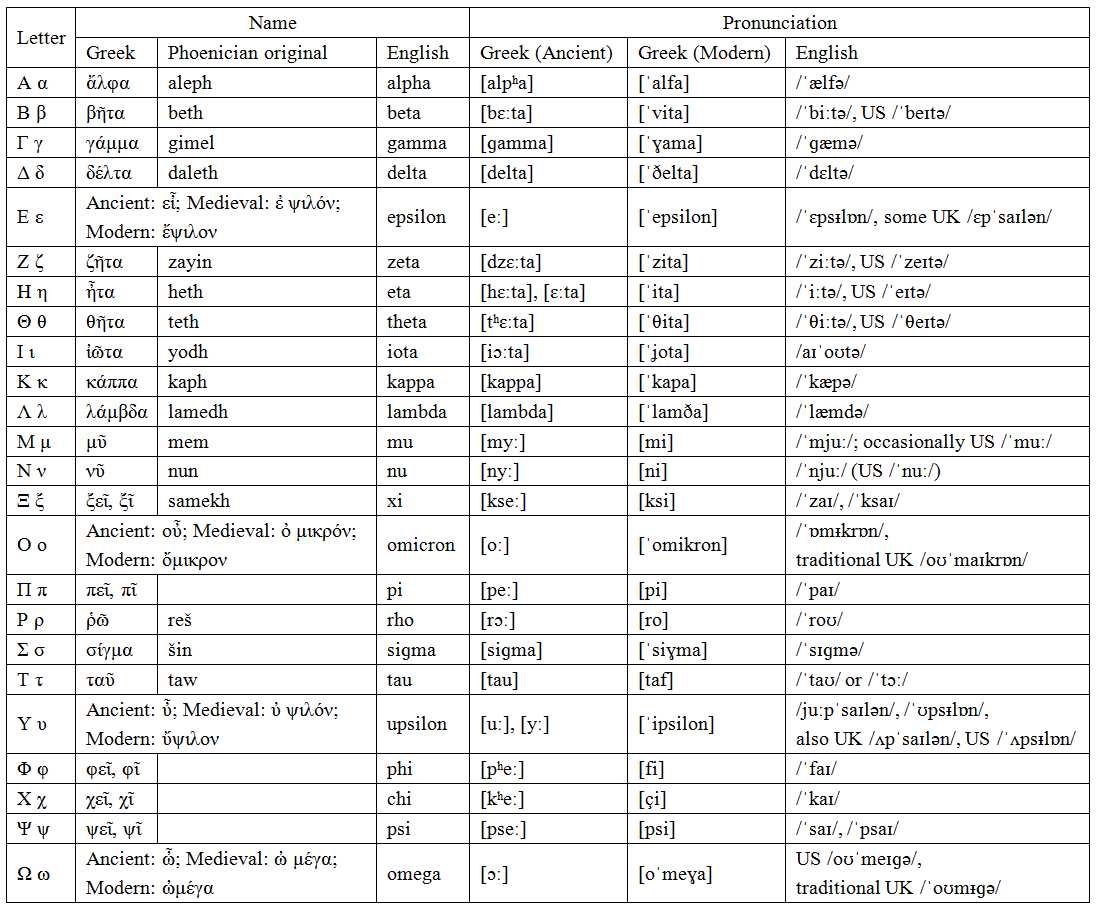 Letter Name Pronunciation
Greek Phoenician original English Greek (Ancient) Greek (Modern) English
Α α ἄλφα aleph alpha [alpʰa] [ˈalfa] /ˈælfə/
Β β βῆτα beth beta [bɛːta] [ˈvita] /ˈbiːtə/, US /ˈbeɪtə/
Γ γ γάμμα gimel gamma [ɡamma] [ˈɣama] /ˈɡæmə/
Δ δ δέλτα daleth delta [delta] [ˈðelta] /ˈdɛltə/
Ε ε Ancient: εἶ; Medieval: ἐ ψιλόν;
Modern: ἔψιλον epsilon [eː] [ˈepsilon] /ˈɛpsɪlɒn/, some UK /ɛpˈsaɪlən/
Ζ ζ ζῆτα zayin zeta [dzɛːta] [ˈzita] /ˈziːtə/, US /ˈzeɪtə/
Η η ἦτα heth eta [hɛːta], [ɛːta] [ˈita] /ˈiːtə/, US /ˈeɪtə/
Θ θ θῆτα teth theta [tʰɛːta] [ˈθita] /ˈθiːtə/, US /ˈθeɪtə/
Ι ι ἰῶτα yodh iota [iɔːta] [ˈʝota] /aɪˈoʊtə/
Κ κ κάππα kaph kappa [kappa] [ˈkapa] /ˈkæpə/
Λ λ λάμβδα lamedh lambda [lambda] [ˈlamða] /ˈlæmdə/
Μ μ μῦ mem mu [myː] [mi] /ˈmjuː/; occasionally US /ˈmuː/
Ν ν νῦ nun nu [nyː] [ni] /ˈnjuː/ (US /ˈnuː/)
Ξ ξ ξεῖ, ξῖ samekh xi [kseː] [ksi] /ˈzaɪ/, /ˈksaɪ/
Ο ο Ancient: οὖ; Medieval: ὀ μικρόν;
Modern: ὄμικρον omicron [oː] [ˈomikron] /ˈɒmɪkrɒn/,
traditional UK /oʊˈmaɪkrɒn/
Π π πεῖ, πῖ pi [peː] [pi] /ˈpaɪ/
Ρ ρ ῥῶ reš rho [rɔː] [ro] /ˈroʊ/
Σ σ σίγμα šin siɡma [siɡma] [ˈsiɣma] /ˈsɪɡmə/
Τ τ ταῦ taw tau [tau] [taf] /ˈtaʊ/ or /ˈtɔː/
Υ υ Ancient: ὖ; Medieval: ὐ ψιλόν;
Modern: ὔψιλον upsilon [uː], [yː] [ˈipsilon] /juːpˈsaɪlən/, /ˈʊpsɪlɒn/,
also UK /ʌpˈsaɪlən/, US /ˈʌpsɪlɒn/
Φ φ φεῖ, φῖ phi [pʰeː] [fi] /ˈfaɪ/
Χ χ χεῖ, χῖ chi [kʰeː] [çi] /ˈkaɪ/
Ψ ψ ψεῖ, ψῖ psi [pseː] [psi] /ˈsaɪ/, /ˈpsaɪ/
Ω ω Ancient: ὦ; Medieval: ὠ μέγα;
Modern: ὠμέγα omega [ɔː] [oˈmeɣa] US /oʊˈmeɪɡə/,
traditional UK /ˈoʊmɪɡə/